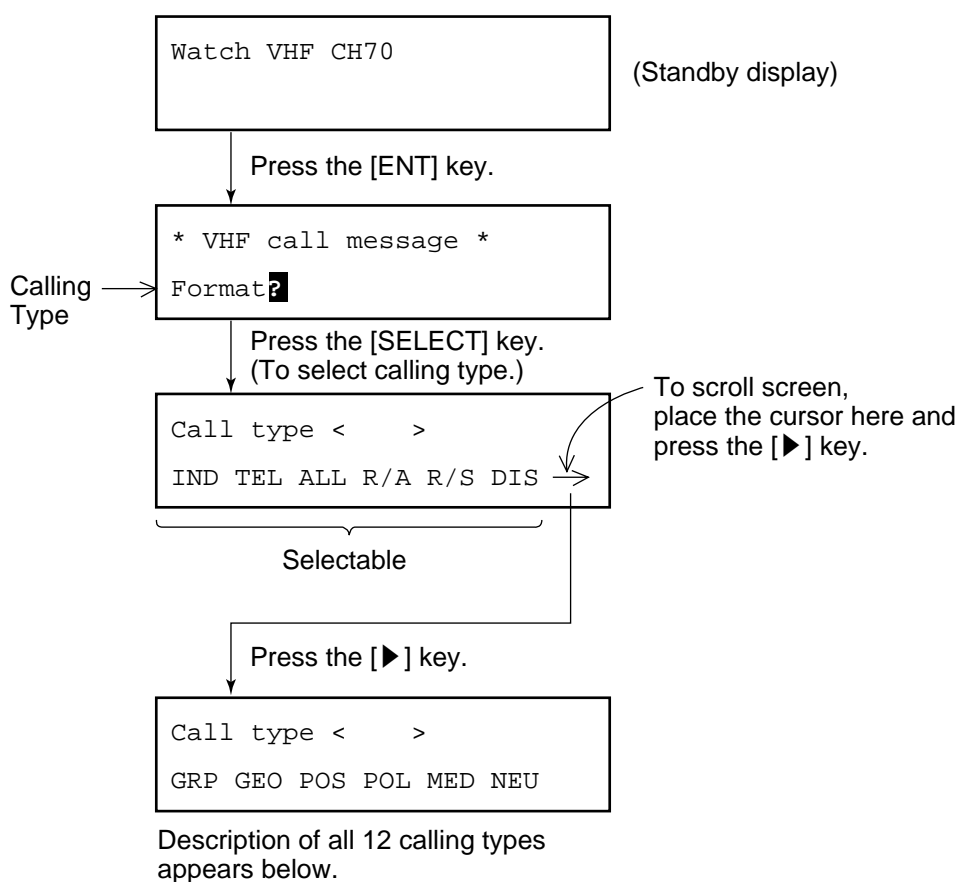 Watch VHF CH70
(Standby display)
Press the [ENT] key.
* VHF call message *
Calling
Type
Format?
Press the [SELECT] key.
(To select calling type.)
To scroll screen,
place the cursor here and
press the [▶] key.
Call type < >
IND TEL ALL R/A R/S DIS →
Selectable
Press the [▶] key.
Call type < >
GRP GEO POS POL MED NEU
Description of all 12 calling types
appears below.